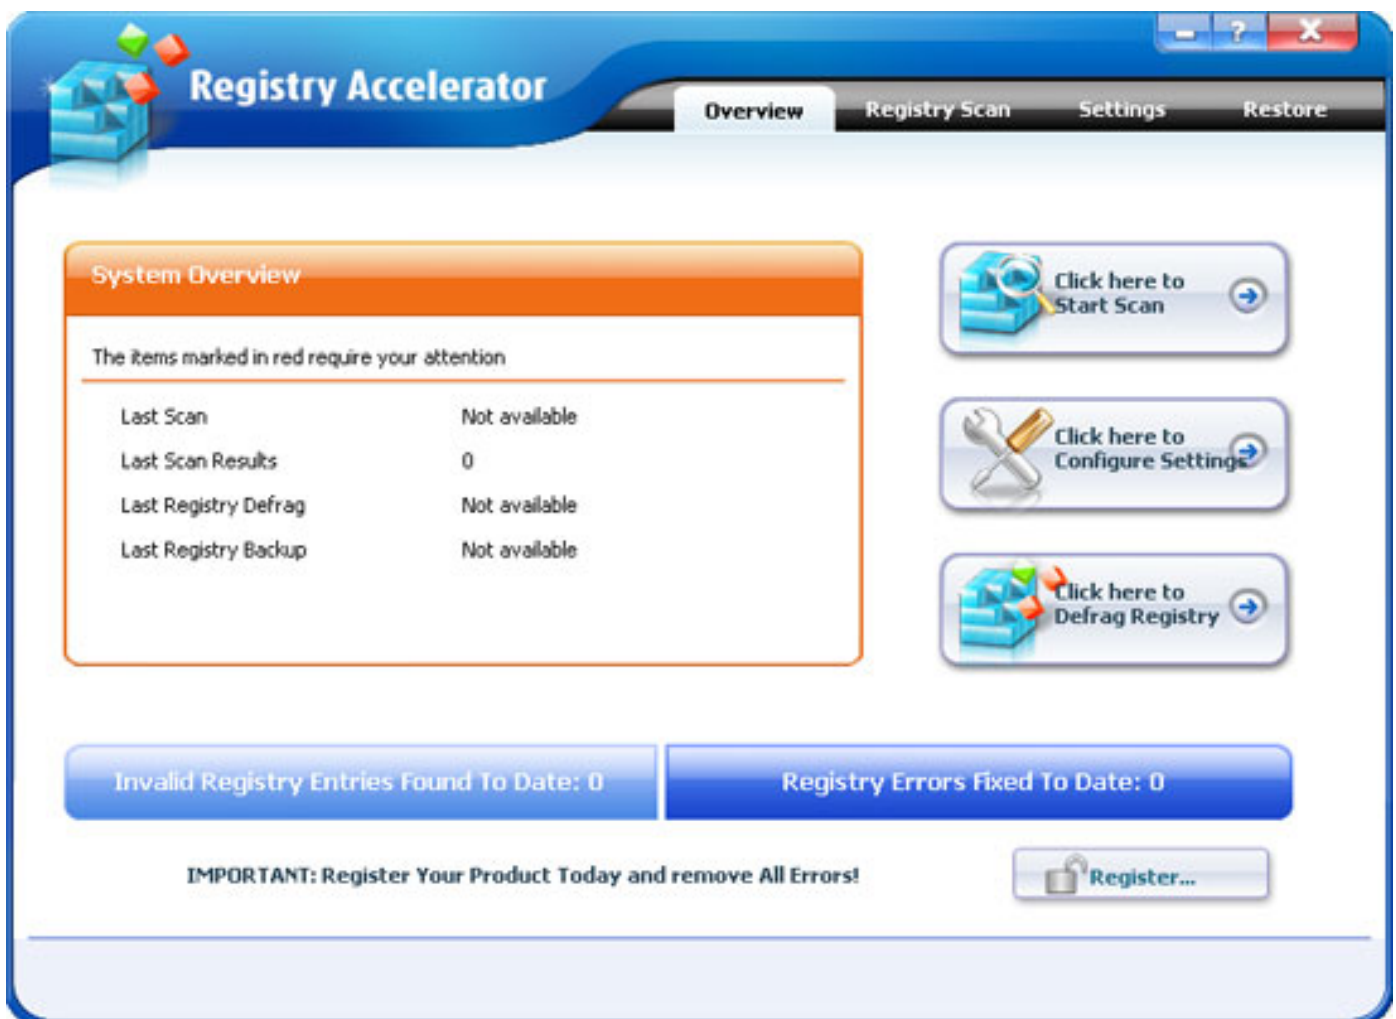 Registry Accelerator
?
Overview
Registry Scan
Settings
Restore
System Overview
The items marked in red require your attention
Last Scan Not available
Last Scan Results 0
Last Registry Defrag Not available
Last Registry Backup Not available
Click here to
Start Scan
Click here to
Configure Settings
Click here to
Defrag Registry
Invalid Registry Entries Found To Date: 0
Registry Errors Fixed To Date: 0
IMPORTANT: Register Your Product Today and remove All Errors!
Register...